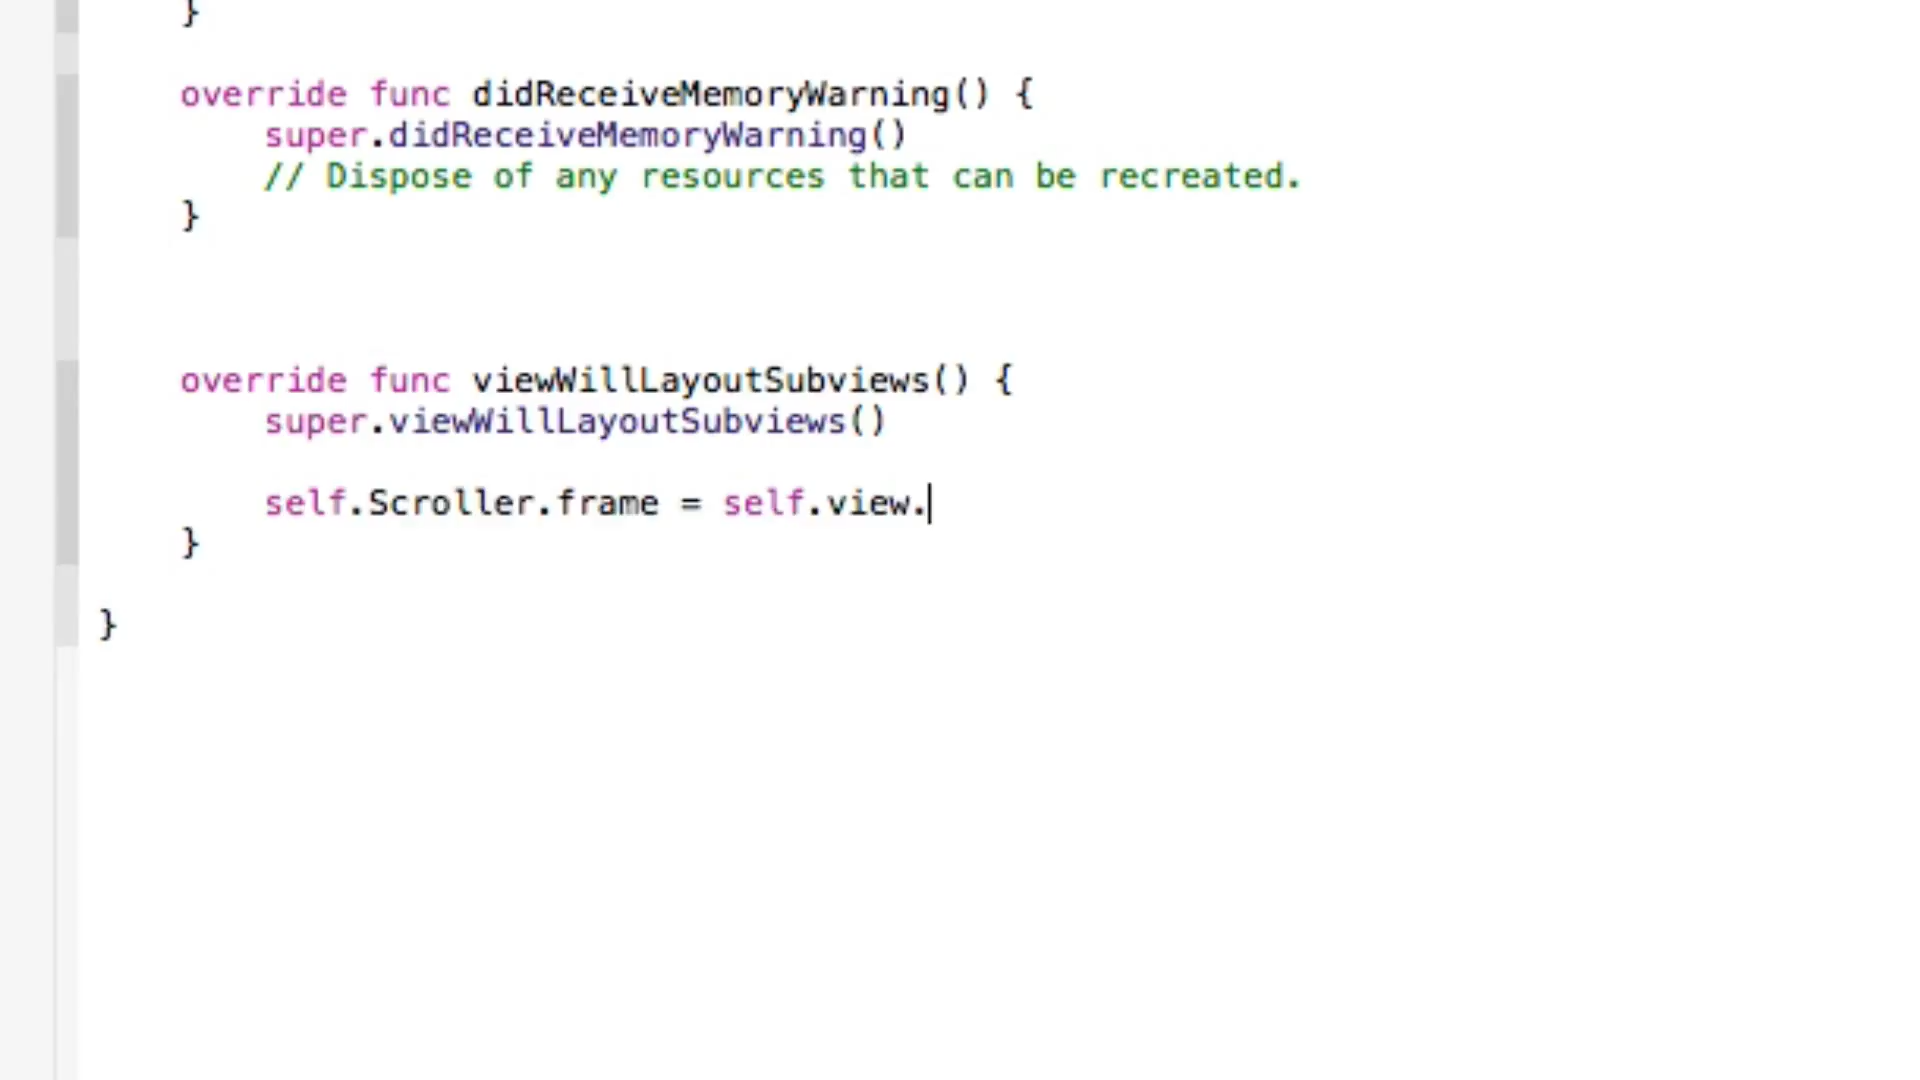 }
override func didReceiveMemoryWarning() {
super.didReceiveMemoryWarning()
// Dispose of any resources that can be recreated.
}
override func viewWillLayoutSubviews() {
super.viewWillLayoutSubviews()
self.Scroller.frame = self.view.
}
}